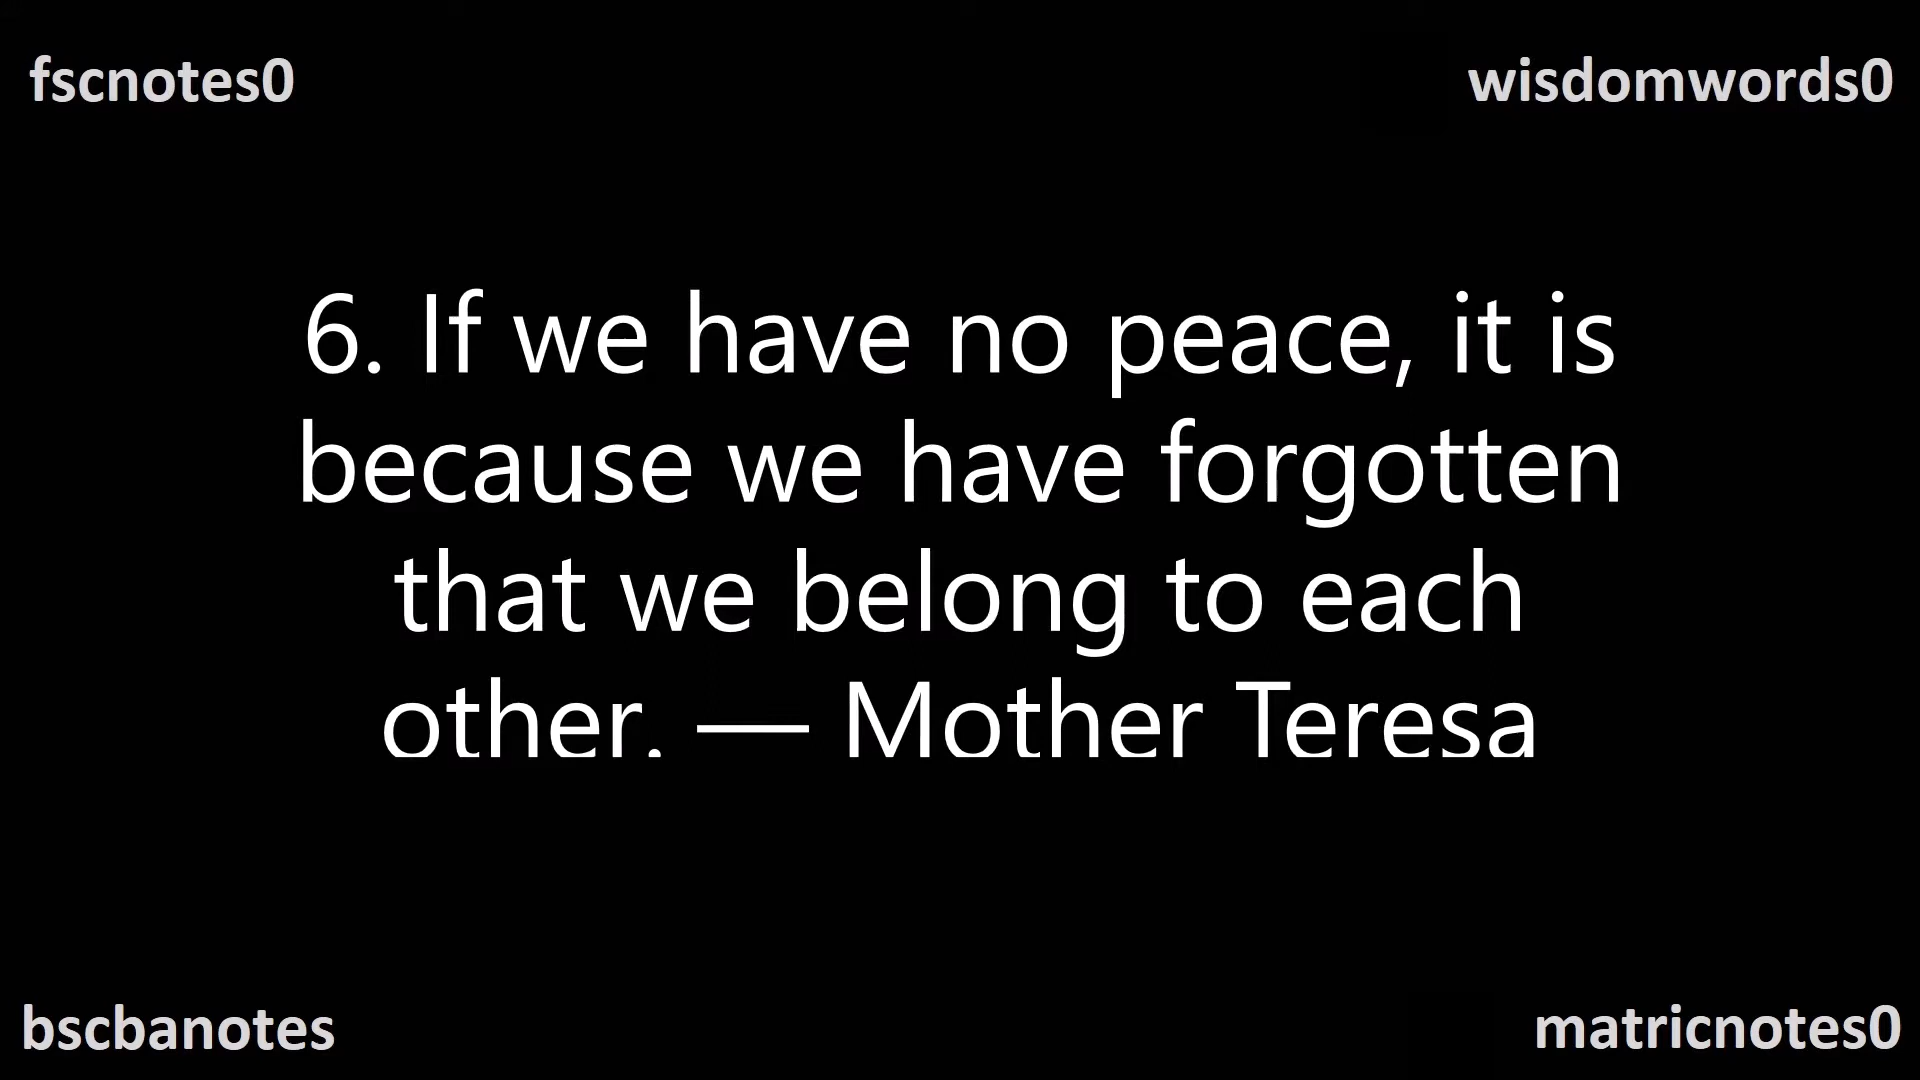 fscnotes0
wisdomwords0
6. If we have no peace, it is
because we have forgotten
that we belong to each
other. — Mother Teresa
bscbanotes
matricnotes0